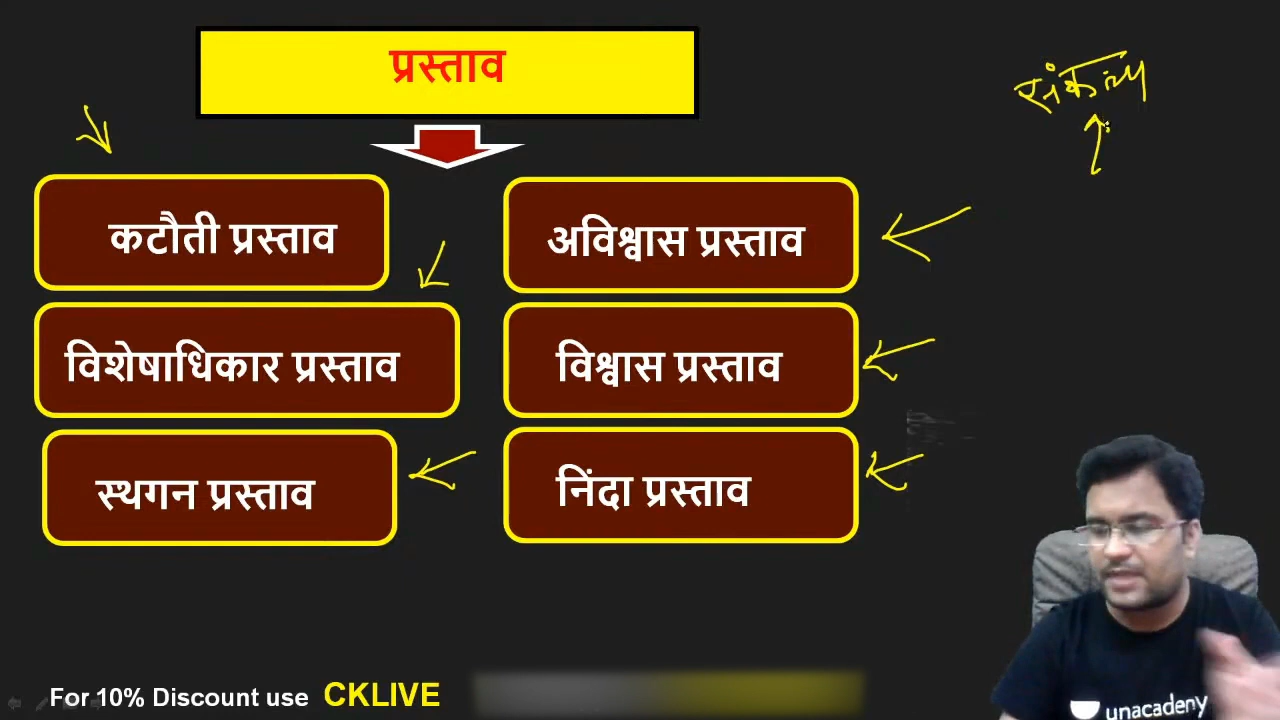 प्रस्ताव
संकल्प
कटौती प्रस्ताव
अविश्वास प्रस्ताव
विशेषाधिकार प्रस्ताव
विश्वास प्रस्ताव
स्थगन प्रस्ताव
निंदा प्रस्ताव
For 10% Discount use CKLIVE
unacademy